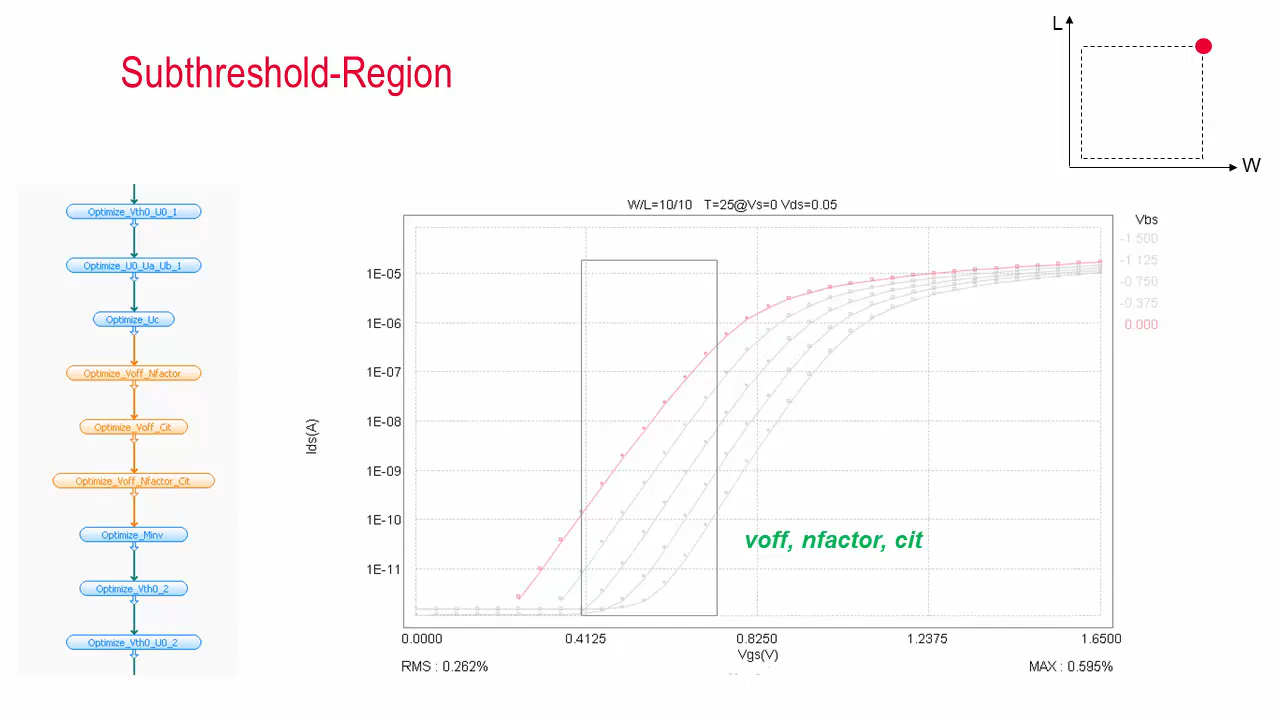 Subthreshold-Region
L
W
Optimize_Vth0_U0_1
Optimize_U0_Ua_Ub_1
Optimize_Uc
Optimize_Voff_Nfactor
Optimize_Voff_Cit
Optimize_Voff_Nfactor_Cit
Optimize_Minv
Optimize_Vth0_2
Optimize_Vth0_U0_2
W/L=10/10 T=25@Vs=0 Vds=0.05
Vbs
-1.500
-1.125
-0.750
-0.375
0.000
Ids(A)
1E-05
1E-06
1E-07
1E-08
1E-09
1E-10
1E-11
voff, nfactor, cit
0.0000 0.4125 0.8250 1.2375 1.6500
Vgs(V)
RMS : 0.262% MAX : 0.595%